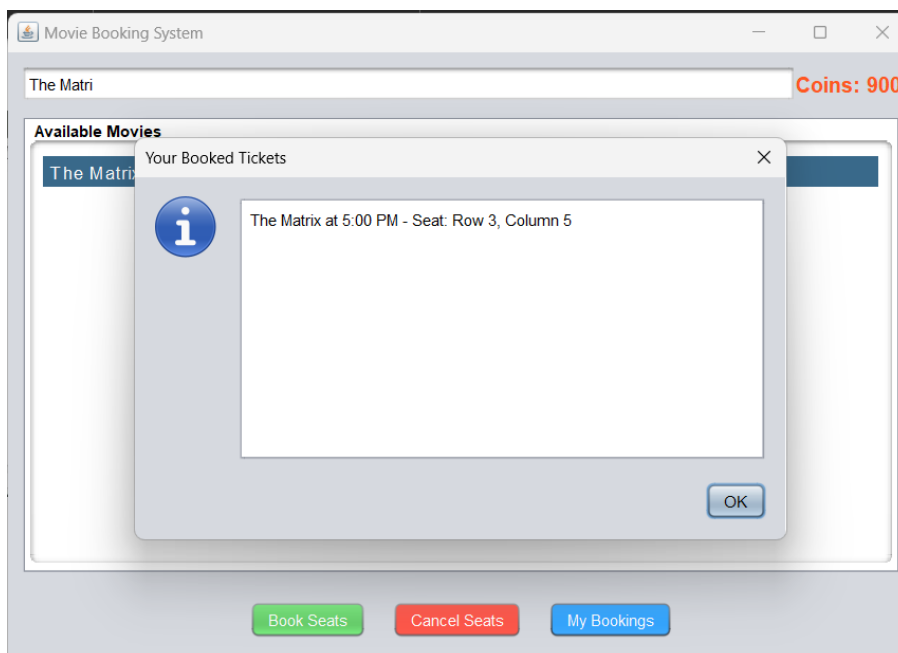 Movie Booking System
The Matri
Coins: 900
Available Movies
The Matri
Your Booked Tickets
The Matrix at 5:00 PM - Seat: Row 3, Column 5
OK
Book Seats
Cancel Seats
My Bookings